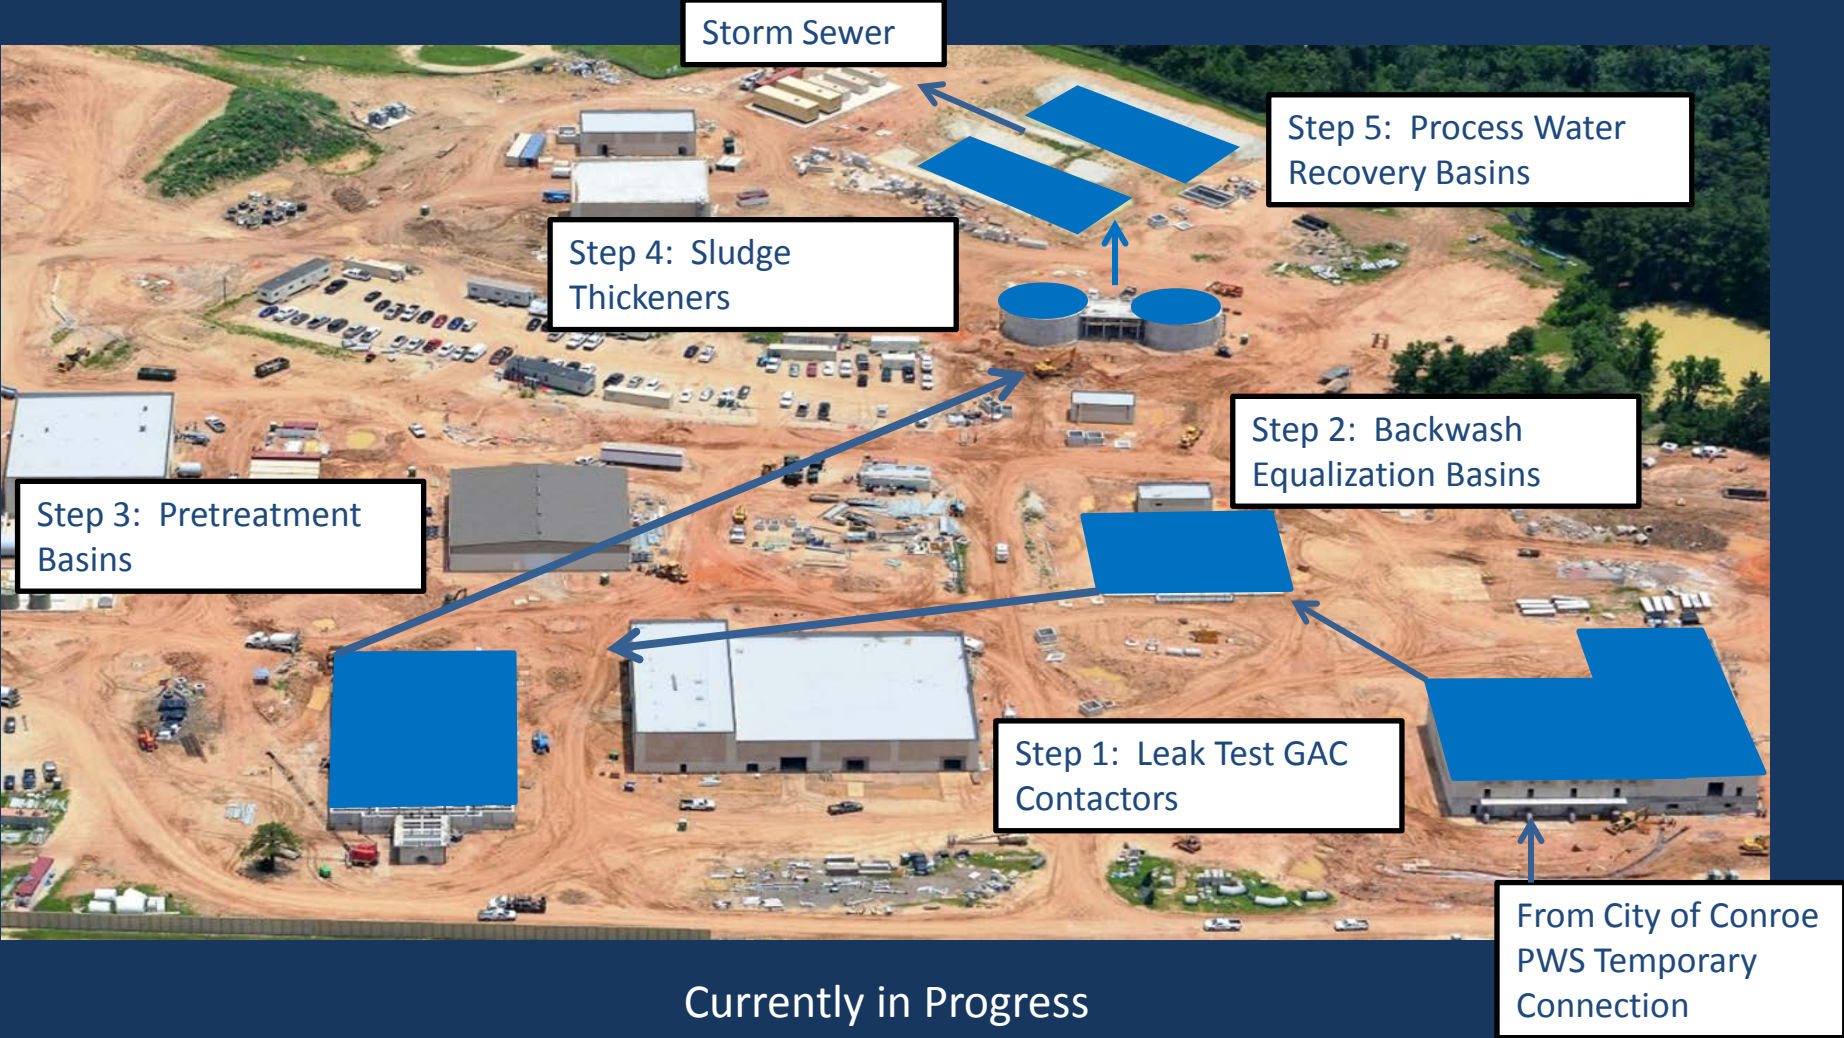 Storm Sewer
Step 5:  Process Water
Recovery Basins
Step 4:  Sludge
Thickeners
Step 2:  Backwash
Equalization Basins
Step 3:  Pretreatment
Basins
Step 1:  Leak Test GAC
Contactors
From City of Conroe
PWS Temporary
Connection
Currently in Progress